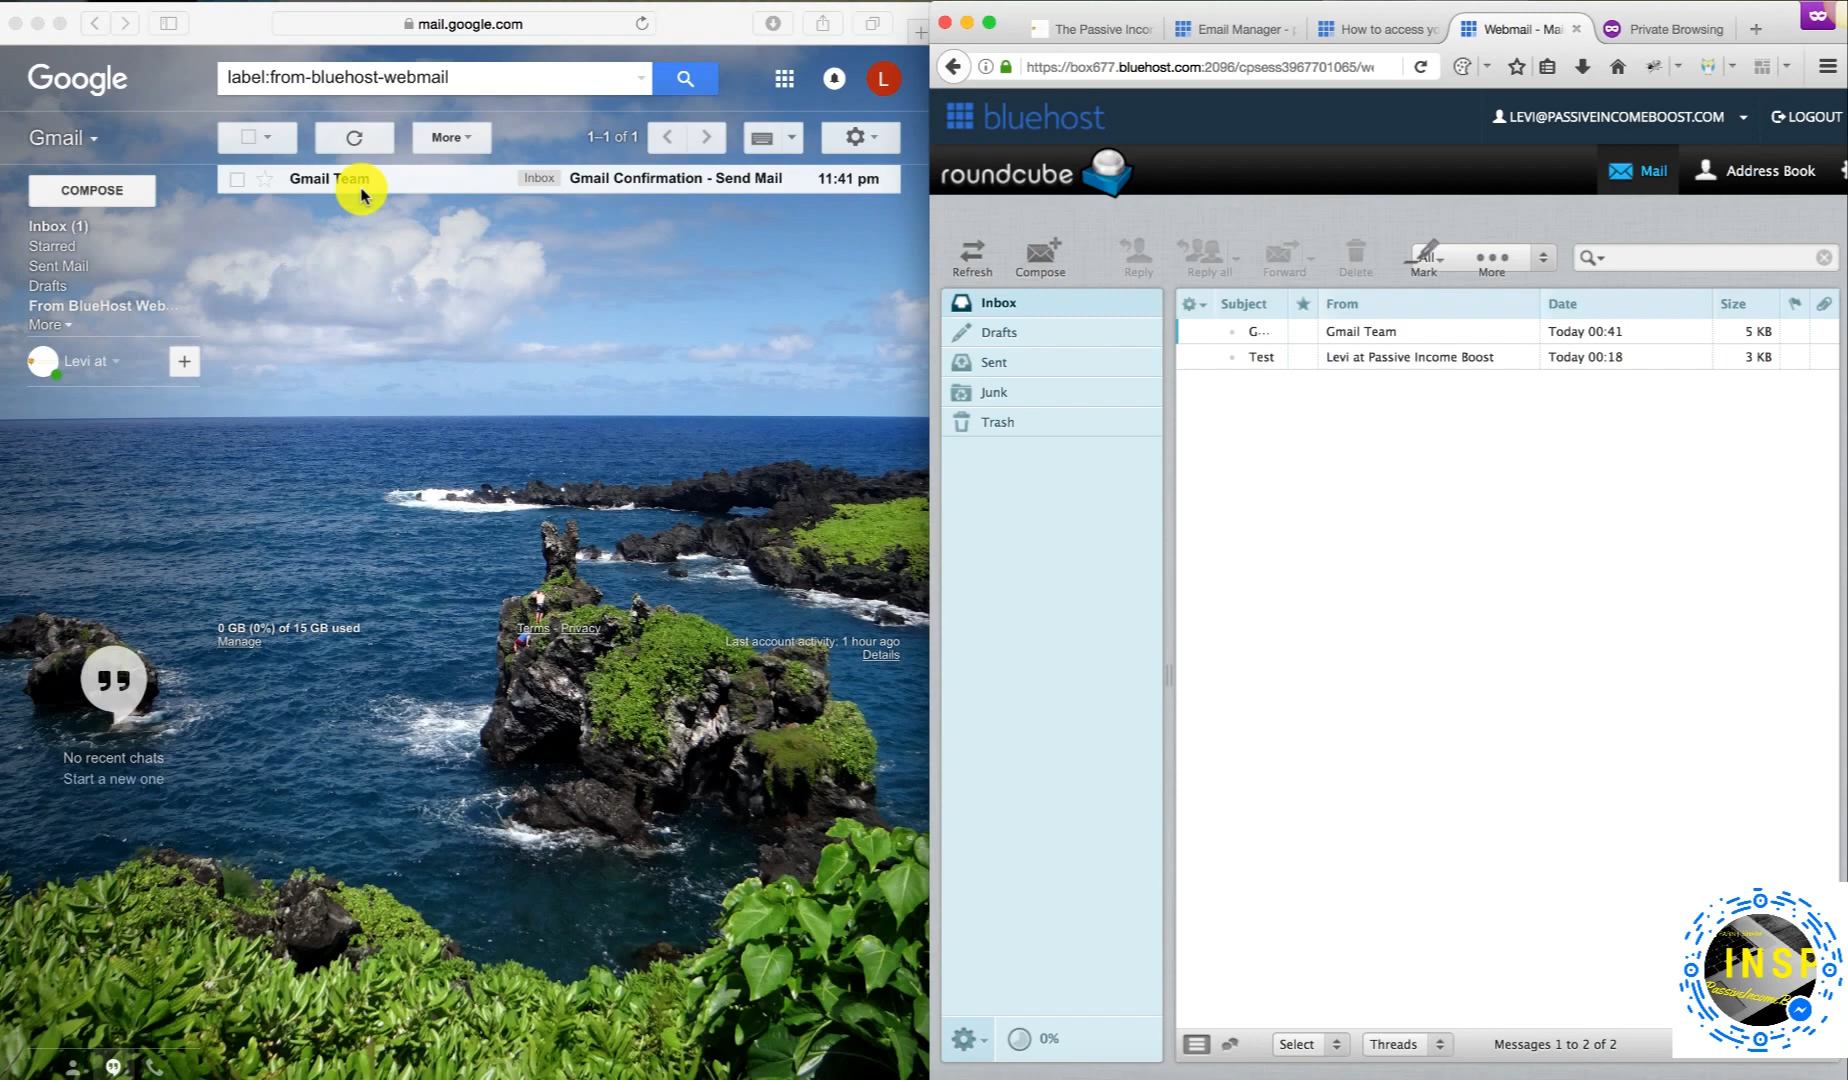 mail.google.com
Google
label:from-bluehost-webmail
L
Gmail
More
1–1 of 1
COMPOSE
Gmail Team
Inbox
Gmail Confirmation - Send Mail
11:41 pm
Inbox (1)
Starred
Sent Mail
Drafts
From BlueHost Web...
More
Levi at
+
0 GB (0%) of 15 GB used
Manage
Terms - Privacy
Last account activity: 1 hour ago
Details
No recent chats
Start a new one
The Passive Incor
Email Manager -
How to access yo
Webmail - Mai
Private Browsing
https://box677.bluehost.com:2096/cpsess3967701065/we
bluehost
LEVI@PASSIVEINCOMEBOOST.COM
LOGOUT
roundcube
Mail
Address Book
Refresh
Compose
Reply
Reply all
Forward
Delete
All
Mark
More
Inbox
Drafts
Sent
Junk
Trash
Subject
From
Date
Size
G...
Gmail Team
Today 00:41
5 KB
Test
Levi at Passive Income Boost
Today 00:18
3 KB
0%
Select
Threads
Messages 1 to 2 of 2
INSP